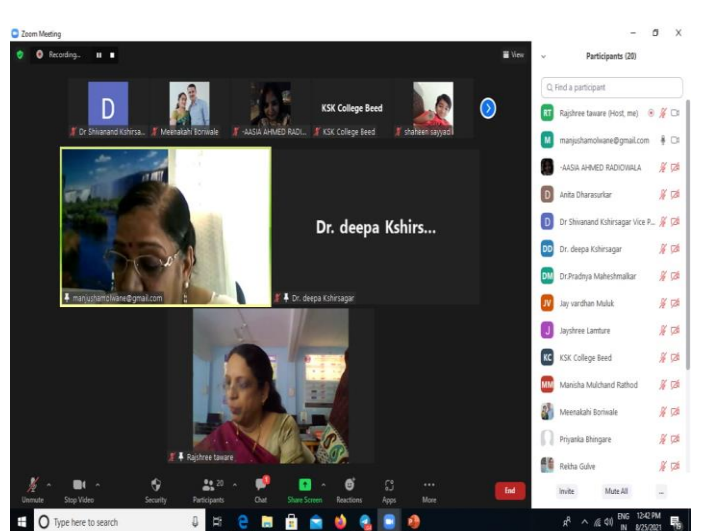 Zoom Meeting
Recording...
View
D
KSK College Beed
Dr Shivanand Kshirsa...
Meenakahi Boriwale
-AASIA AHMED RADI...
KSK College Beed
shaheen sayyad
Dr. deepa Kshirs...
manjushamolwane@gmail.com
Dr. deepa Kshirsagar
Rajshree taware
Unmute
Stop Video
Security
20
Participants
Chat
Share Screen
Reactions
Apps
More
End
Participants (20)
Find a participant
RT Rajshree taware (Host, me)
M manjushamolwane@gmail.com
-AASIA AHMED RADIOWALA
D Anita Dharasurkar
D Dr Shivanand Kshirsagar Vice P...
DD Dr. deepa Kshirsagar
DM Dr.Pradnya Maheshmalkar
JV Jay vardhan Muluk
J Jayshree Lamture
KC KSK College Beed
MM Manisha Mulchand Rathod
Meenakahi Boriwale
Priyanka Bhingare
Rekha Gulve
Invite
Mute All
...
Type here to search
ENG
IN
12:42 PM
8/25/2021